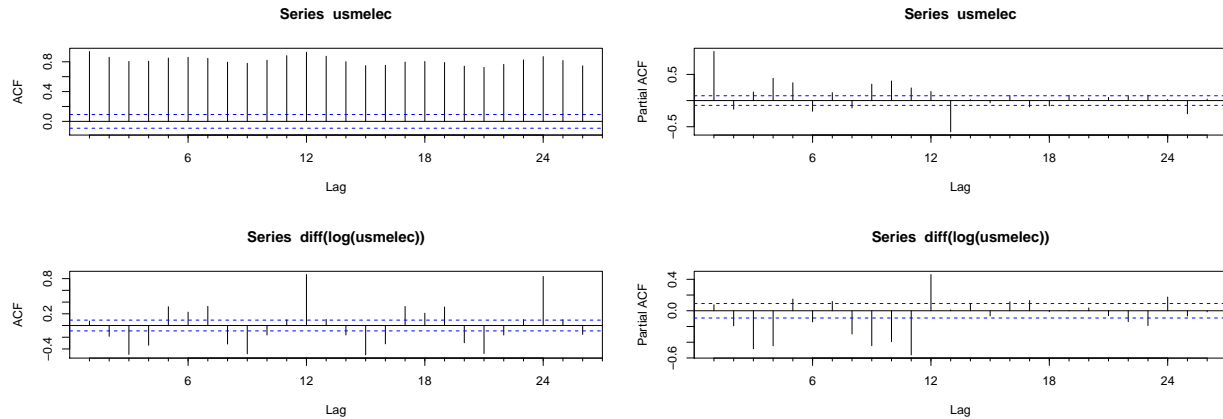 Series usmelec
ACF
0.0 0.4 0.8
6 12 18 24
Lag
Series usmelec
Partial ACF
−0.5 0.5
6 12 18 24
Lag
Series diff(log(usmelec))
ACF
−0.4 0.2 0.8
6 12 18 24
Lag
Series diff(log(usmelec))
Partial ACF
−0.6 0.0 0.4
6 12 18 24
Lag